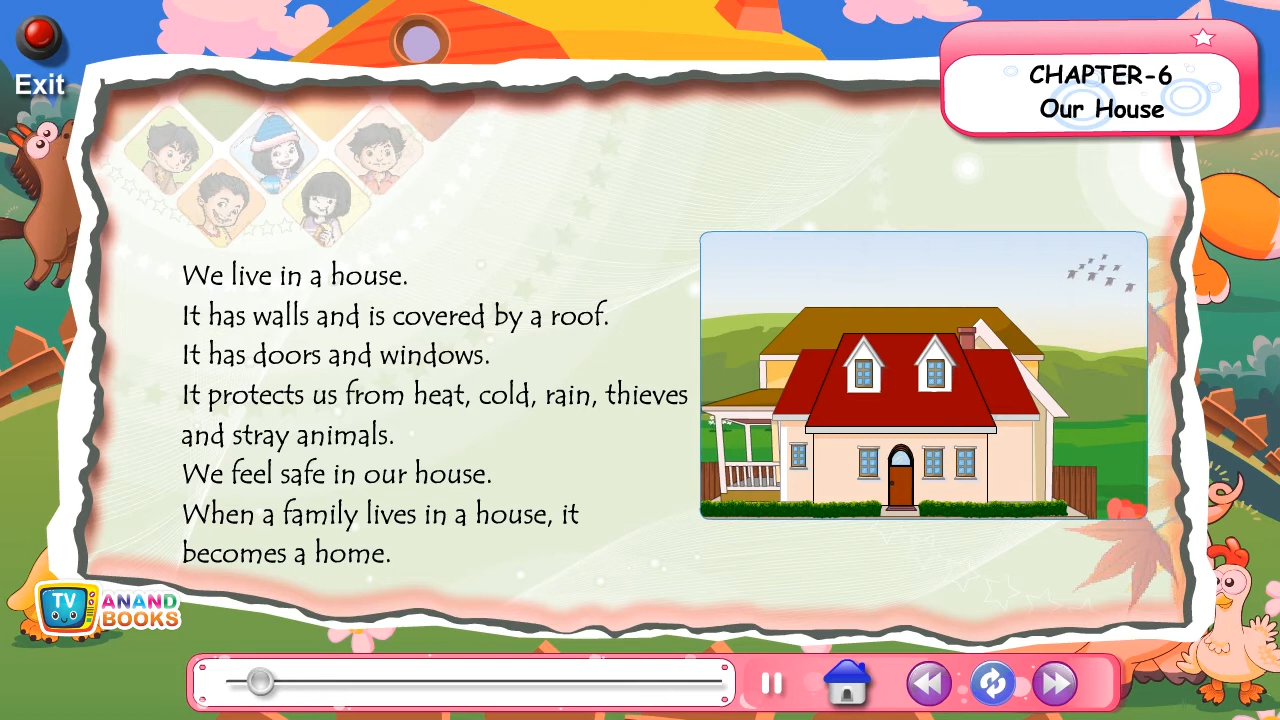 Exit
CHAPTER-6
Our House
We live in a house.
It has walls and is covered by a roof.
It has doors and windows.
It protects us from heat, cold, rain, thieves
and stray animals.
We feel safe in our house.
When a family lives in a house, it
becomes a home.
TV
ANAND
BOOKS